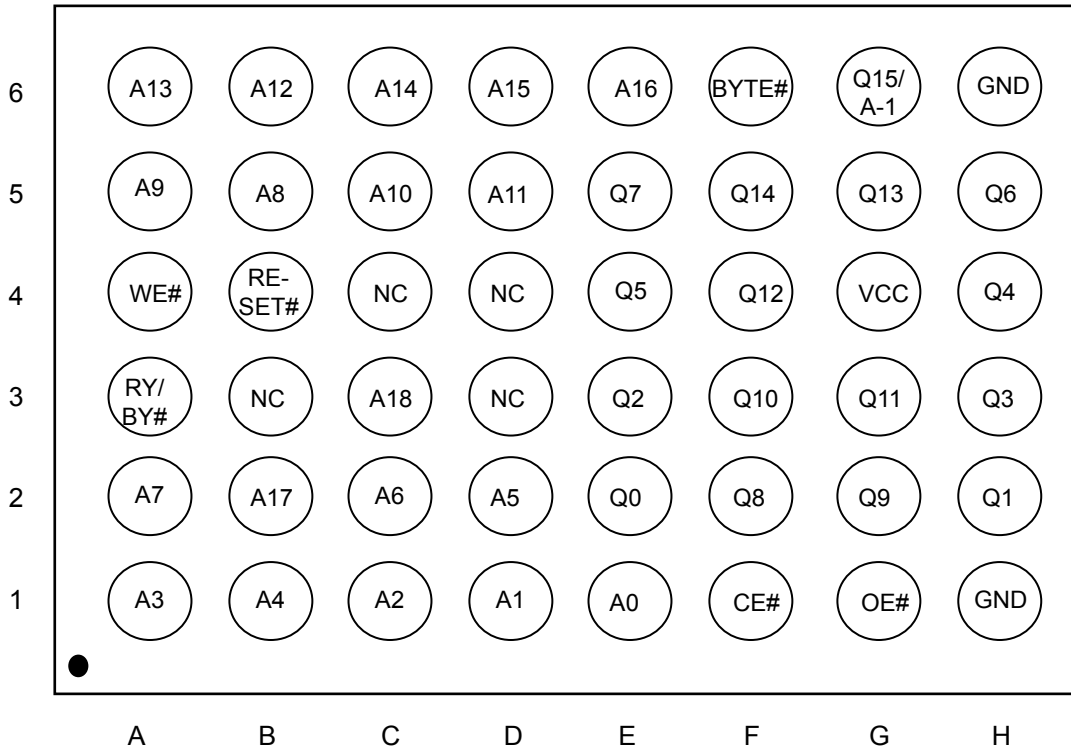 6 A13 A12 A14 A15 A16 BYTE# Q15/ A-1 GND
5 A9 A8 A10 A11 Q7 Q14 Q13 Q6
4 WE# RE- SET# NC NC Q5 Q12 VCC Q4
3 RY/ BY# NC A18 NC Q2 Q10 Q11 Q3
2 A7 A17 A6 A5 Q0 Q8 Q9 Q1
1 A3 A4 A2 A1 A0 CE# OE# GND
A B C D E F G H